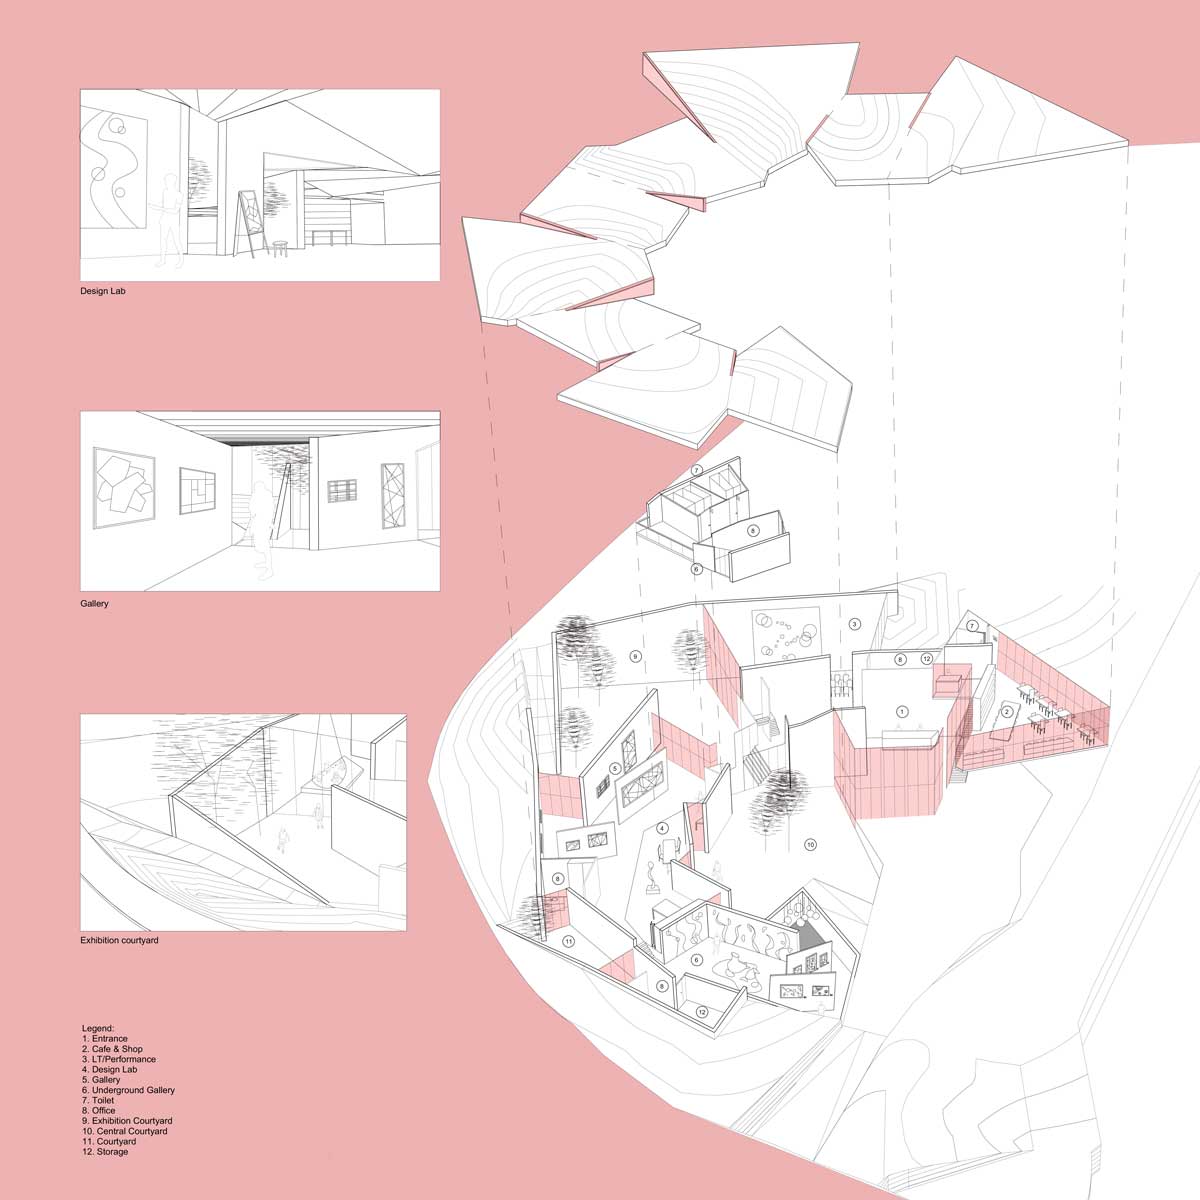 Design Lab
Gallery
Exhibition courtyard
Legend:
1. Entrance
2. Cafe & Shop
3. LT/Performance
4. Design Lab
5. Gallery
6. Underground Gallery
7. Toilet
8. Office
9. Exhibition Courtyard
10. Central Courtyard
11. Courtyard
12. Storage
7
8
6
3
9
7
8
12
1
2
5
4
10
8
11
6
8
12